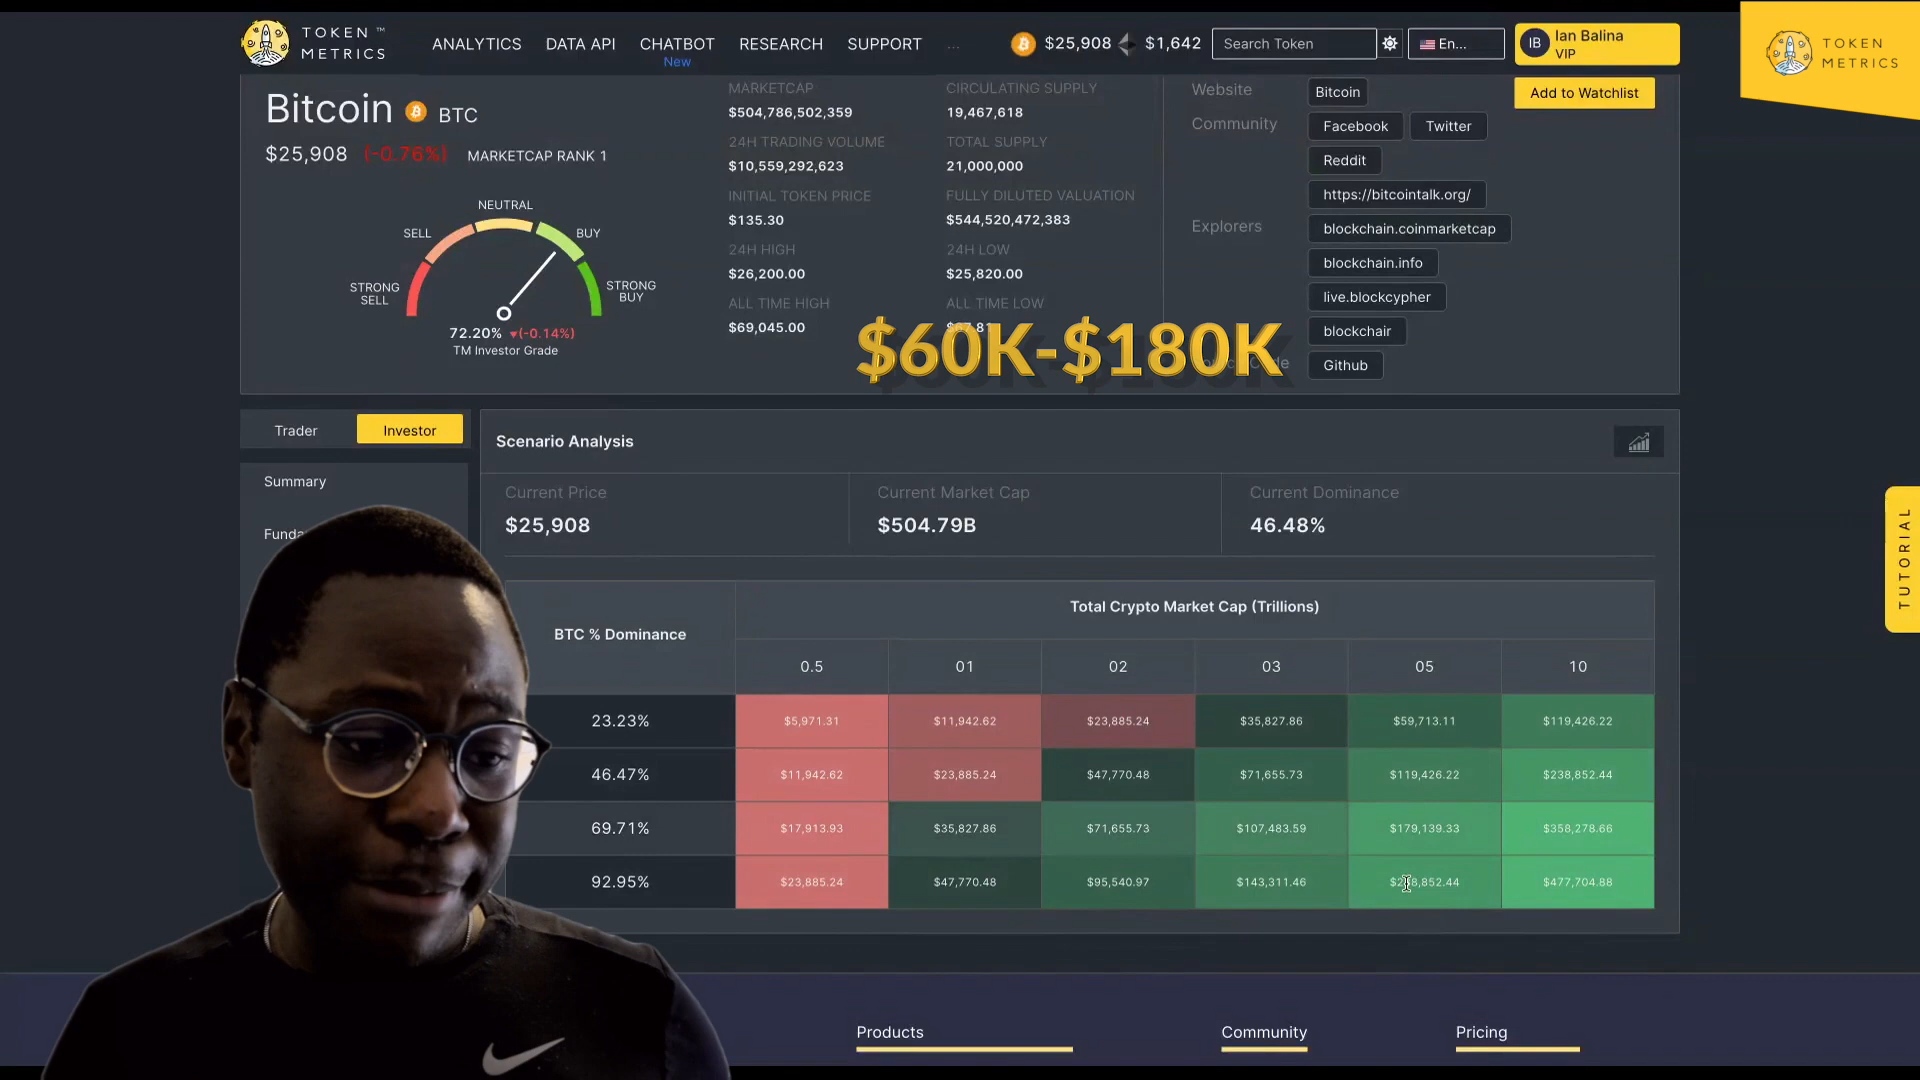 TOKEN ™
METRICS
ANALYTICS
DATA API
CHATBOT
New
RESEARCH
SUPPORT
...
$25,908
$1,642
Search Token
En...
IB
Ian Balina
VIP
TOKEN
METRICS
Bitcoin BTC
$25,908 (-0.76%) MARKETCAP RANK 1
NEUTRAL
SELL
BUY
STRONG
SELL
STRONG
BUY
72.20% ▾(-0.14%)
TM Investor Grade
MARKETCAP
$504,786,502,359
24H TRADING VOLUME
$10,559,292,623
INITIAL TOKEN PRICE
$135.30
24H HIGH
$26,200.00
ALL TIME HIGH
$69,045.00
CIRCULATING SUPPLY
19,467,618
TOTAL SUPPLY
21,000,000
FULLY DILUTED VALUATION
$544,520,472,383
24H LOW
$25,820.00
ALL TIME LOW
$60K-$180K
Website
Bitcoin
Community
Facebook
Twitter
Reddit
https://bitcointalk.org/
Explorers
blockchain.coinmarketcap
blockchain.info
live.blockcypher
blockchair
Github
Add to Watchlist
Trader
Investor
Summary
Scenario Analysis
Current Price
$25,908
Current Market Cap
$504.79B
Current Dominance
46.48%
BTC % Dominance
Total Crypto Market Cap (Trillions)
0.5 01 02 03 05 10
23.23% $5,971.31 $11,942.62 $23,885.24 $35,827.86 $59,713.11 $119,426.22
46.47% $11,942.62 $23,885.24 $47,770.48 $71,655.73 $119,426.22 $238,852.44
69.71% $17,913.93 $35,827.86 $71,655.73 $107,483.59 $179,139.33 $358,278.66
92.95% $23,885.24 $47,770.48 $95,540.97 $143,311.46 $238,852.44 $477,704.88
TUTORIAL
Products
Community
Pricing